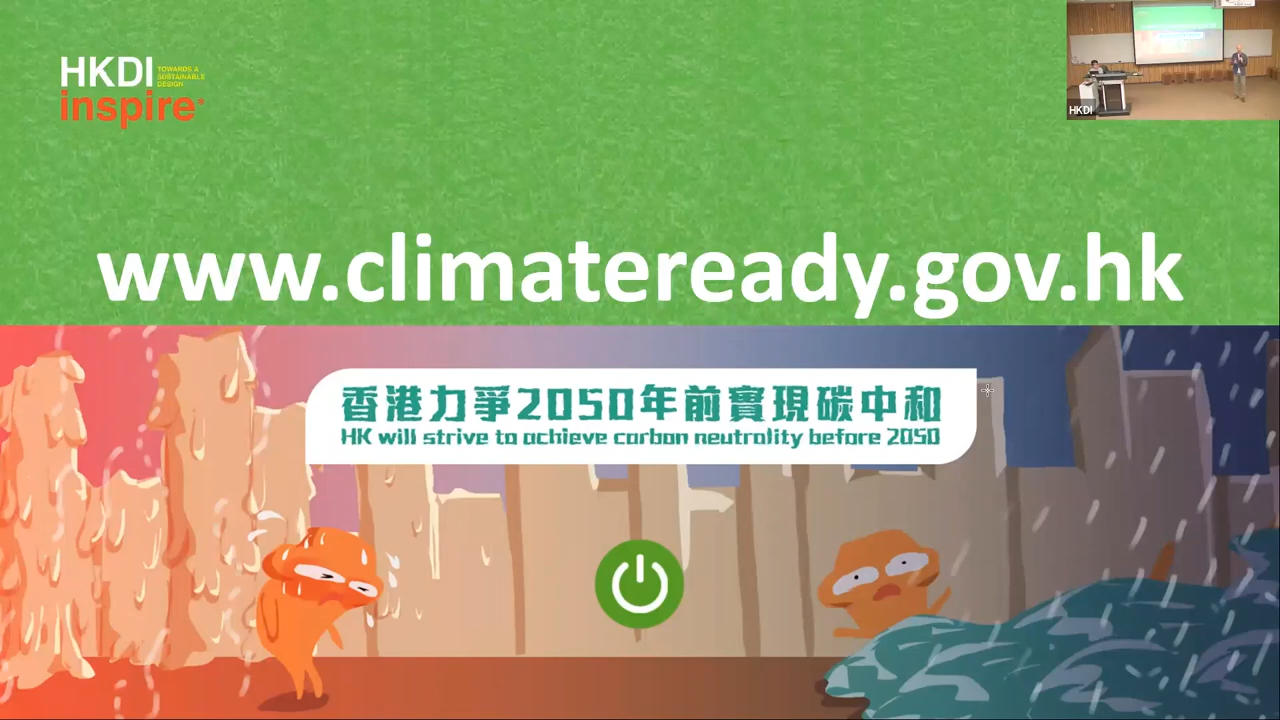 HKDI
TOWARDS A
SUSTAINABLE
DESIGN
inspire*
HKDI
www.climateready.gov.hk
香港力爭2050年前實現碳中和
HK will strive to achieve carbon neutrality before 2050